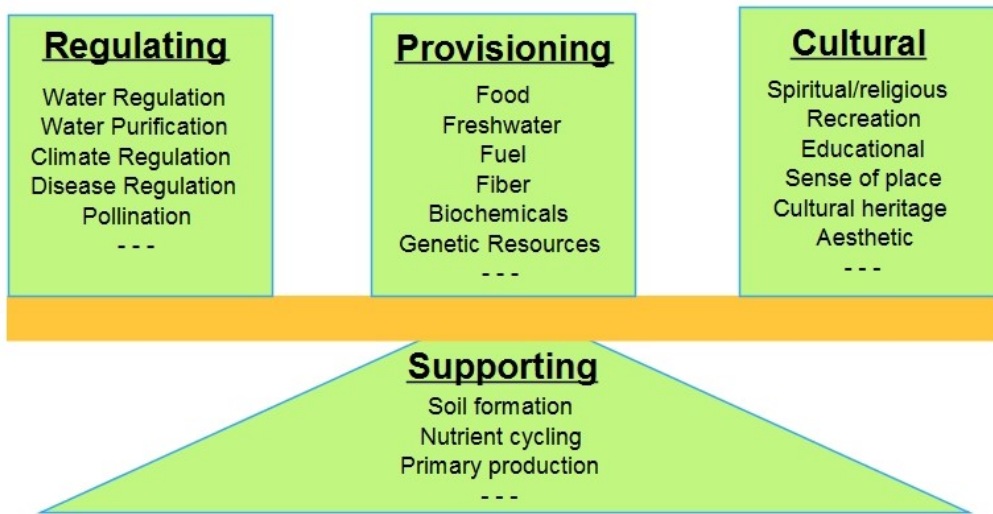 Regulating
Water Regulation
Water Purification
Climate Regulation
Disease Regulation
Pollination
- - -
Provisioning
Food
Freshwater
Fuel
Fiber
Biochemicals
Genetic Resources
- - -
Cultural
Spiritual/religious
Recreation
Educational
Sense of place
Cultural heritage
Aesthetic
- - -
Supporting
Soil formation
Nutrient cycling
Primary production
- - -